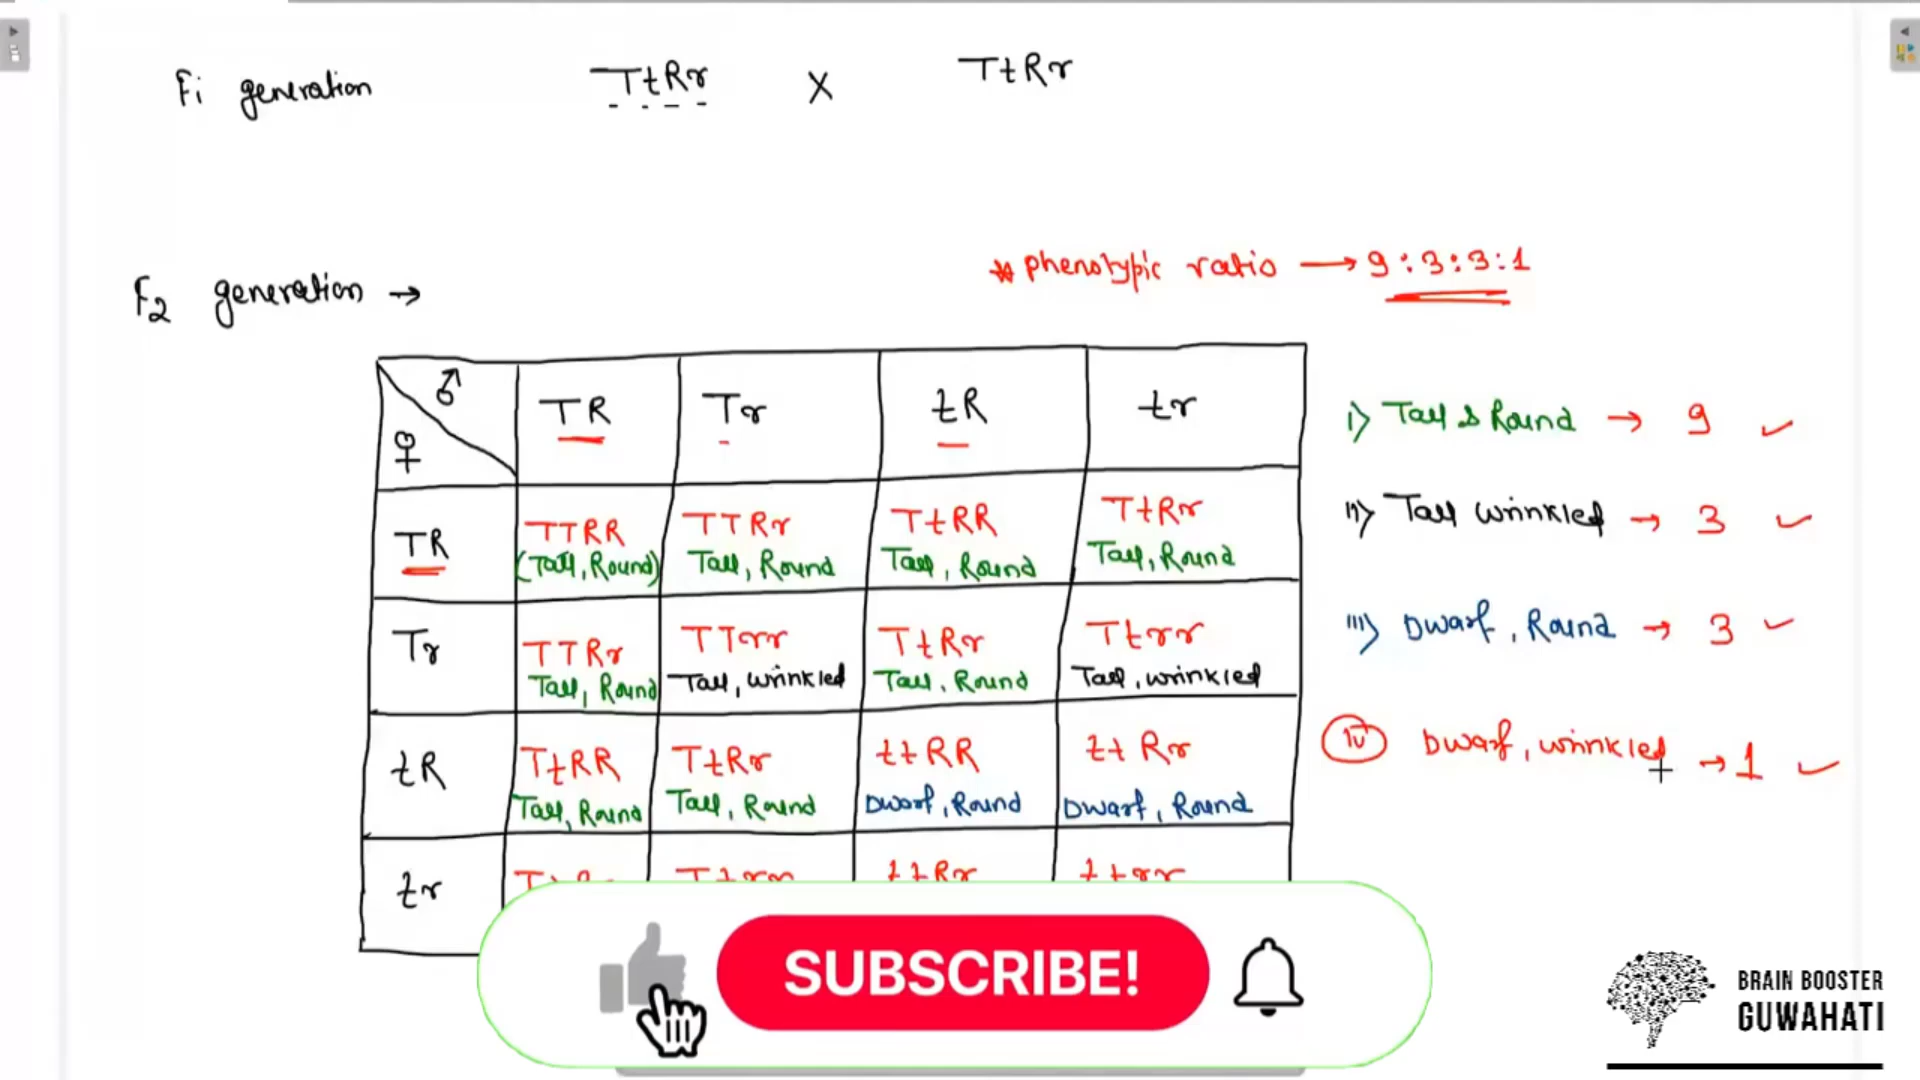 F1 generation TtRr X TtRr
* phenotypic ratio → 9:3:3:1
F2 generation →
♂ TR Tr tR tr
♀
TR TTRR TTRr TtRR TtRr
(Tall, Round) Tall, Round Tall, Round Tall, Round
Tr TTRr TTrr TtRr Ttrr
Tall, Round Tall, wrinkled Tall, Round Tall, wrinkled
tR TtRR TtRr ttRR ttRr
Tall, Round Tall, Round Dwarf, Round Dwarf, Round
tr Ttrr ttRr ttrr
i) Tall & Round → 9 ✓
ii) Tall wrinkled → 3 ✓
iii) Dwarf, Round → 3 ✓
iv Dwarf, wrinkled → 1 ✓
SUBSCRIBE!
BRAIN BOOSTER
GUWAHATI